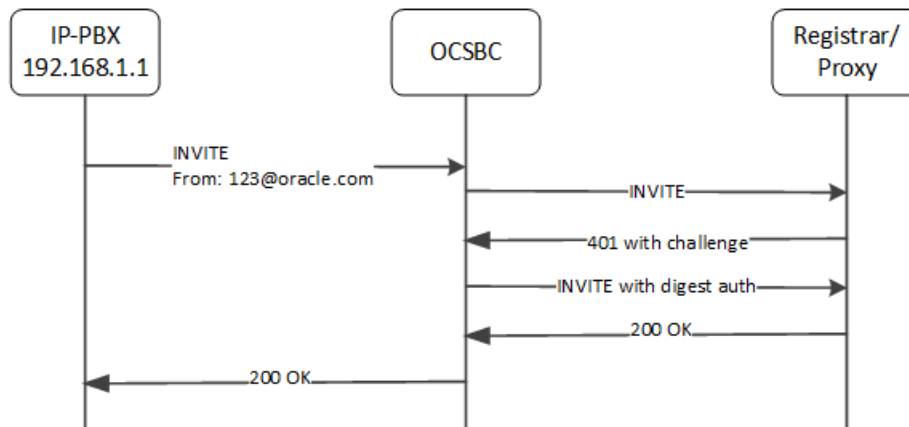 IP-PBX
192.168.1.1
OCSBC
Registrar/
Proxy
INVITE
From: 123@oracle.com
INVITE
401 with challenge
INVITE with digest auth
200 OK
200 OK